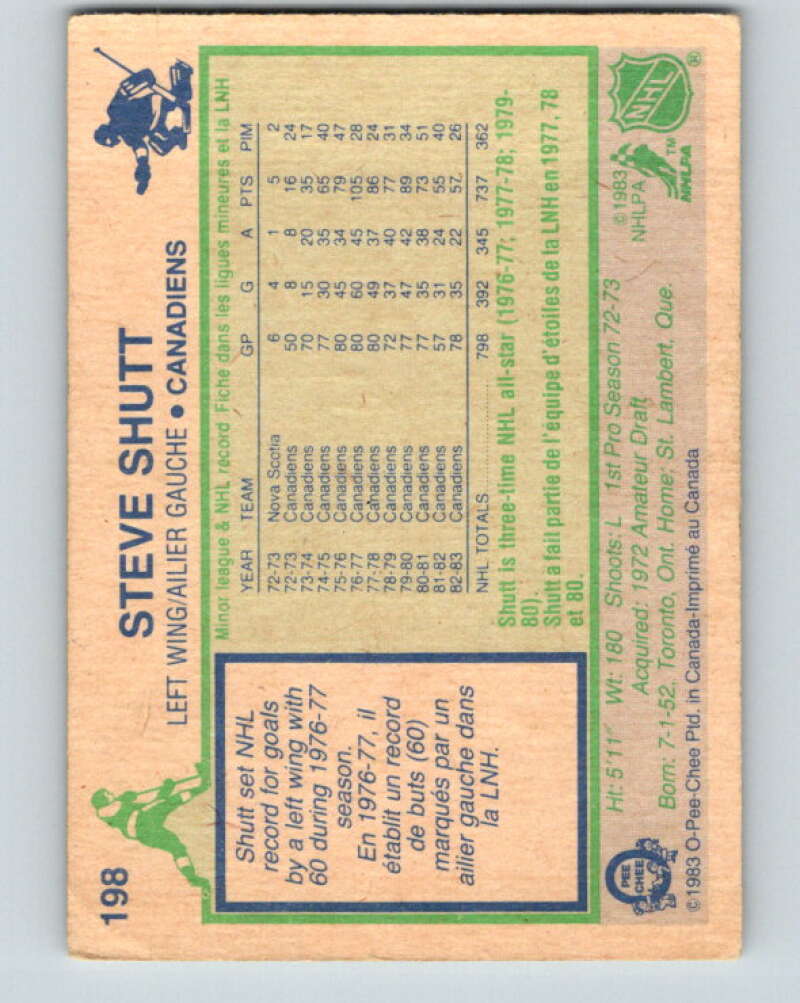 198
STEVE SHUTT
LEFT WING/AILIER GAUCHE • CANADIENS
Shutt set NHL
record for goals
by a left wing with
60 during 1976-77
season.
En 1976-77, il
établit un record
de buts (60)
marqués par un
ailier gauche dans
la LNH.
Minor league & NHL record Fiche dans les ligues mineures et la LNH
YEAR TEAM GP G A PTS PIM
72-73 Nova Scotia 6 4 1 5 2
72-73 Canadiens 50 8 8 16 24
73-74 Canadiens 70 15 20 35 17
74-75 Canadiens 77 30 35 65 40
75-76 Canadiens 80 45 34 79 47
76-77 Canadiens 80 60 45 105 28
77-78 Canadiens 80 49 37 86 24
78-79 Canadiens 72 37 40 77 31
79-80 Canadiens 77 47 42 89 34
80-81 Canadiens 77 35 38 73 51
81-82 Canadiens 57 31 24 55 40
82-83 Canadiens 78 35 22 57 26
NHL TOTALS 798 392 345 737 362
Shutt is three-time NHL all-star (1976-77; 1977-78; 1979-
80).
Shutt a fait partie de l'équipe d'étoiles de la LNH en 1977, 78
et 80.
Ht: 5'11" Wt: 180 Shoots: L 1st Pro Season 72-73
Acquired: 1972 Amateur Draft
Born: 7-1-52, Toronto, Ont. Home: St. Lambert, Que.
©1983 O-Pee-Chee Ptd. in Canada-Imprimé au Canada
O
PEE
CHEE
©1983
NHLPA
NHLPA
TM
NHL
®